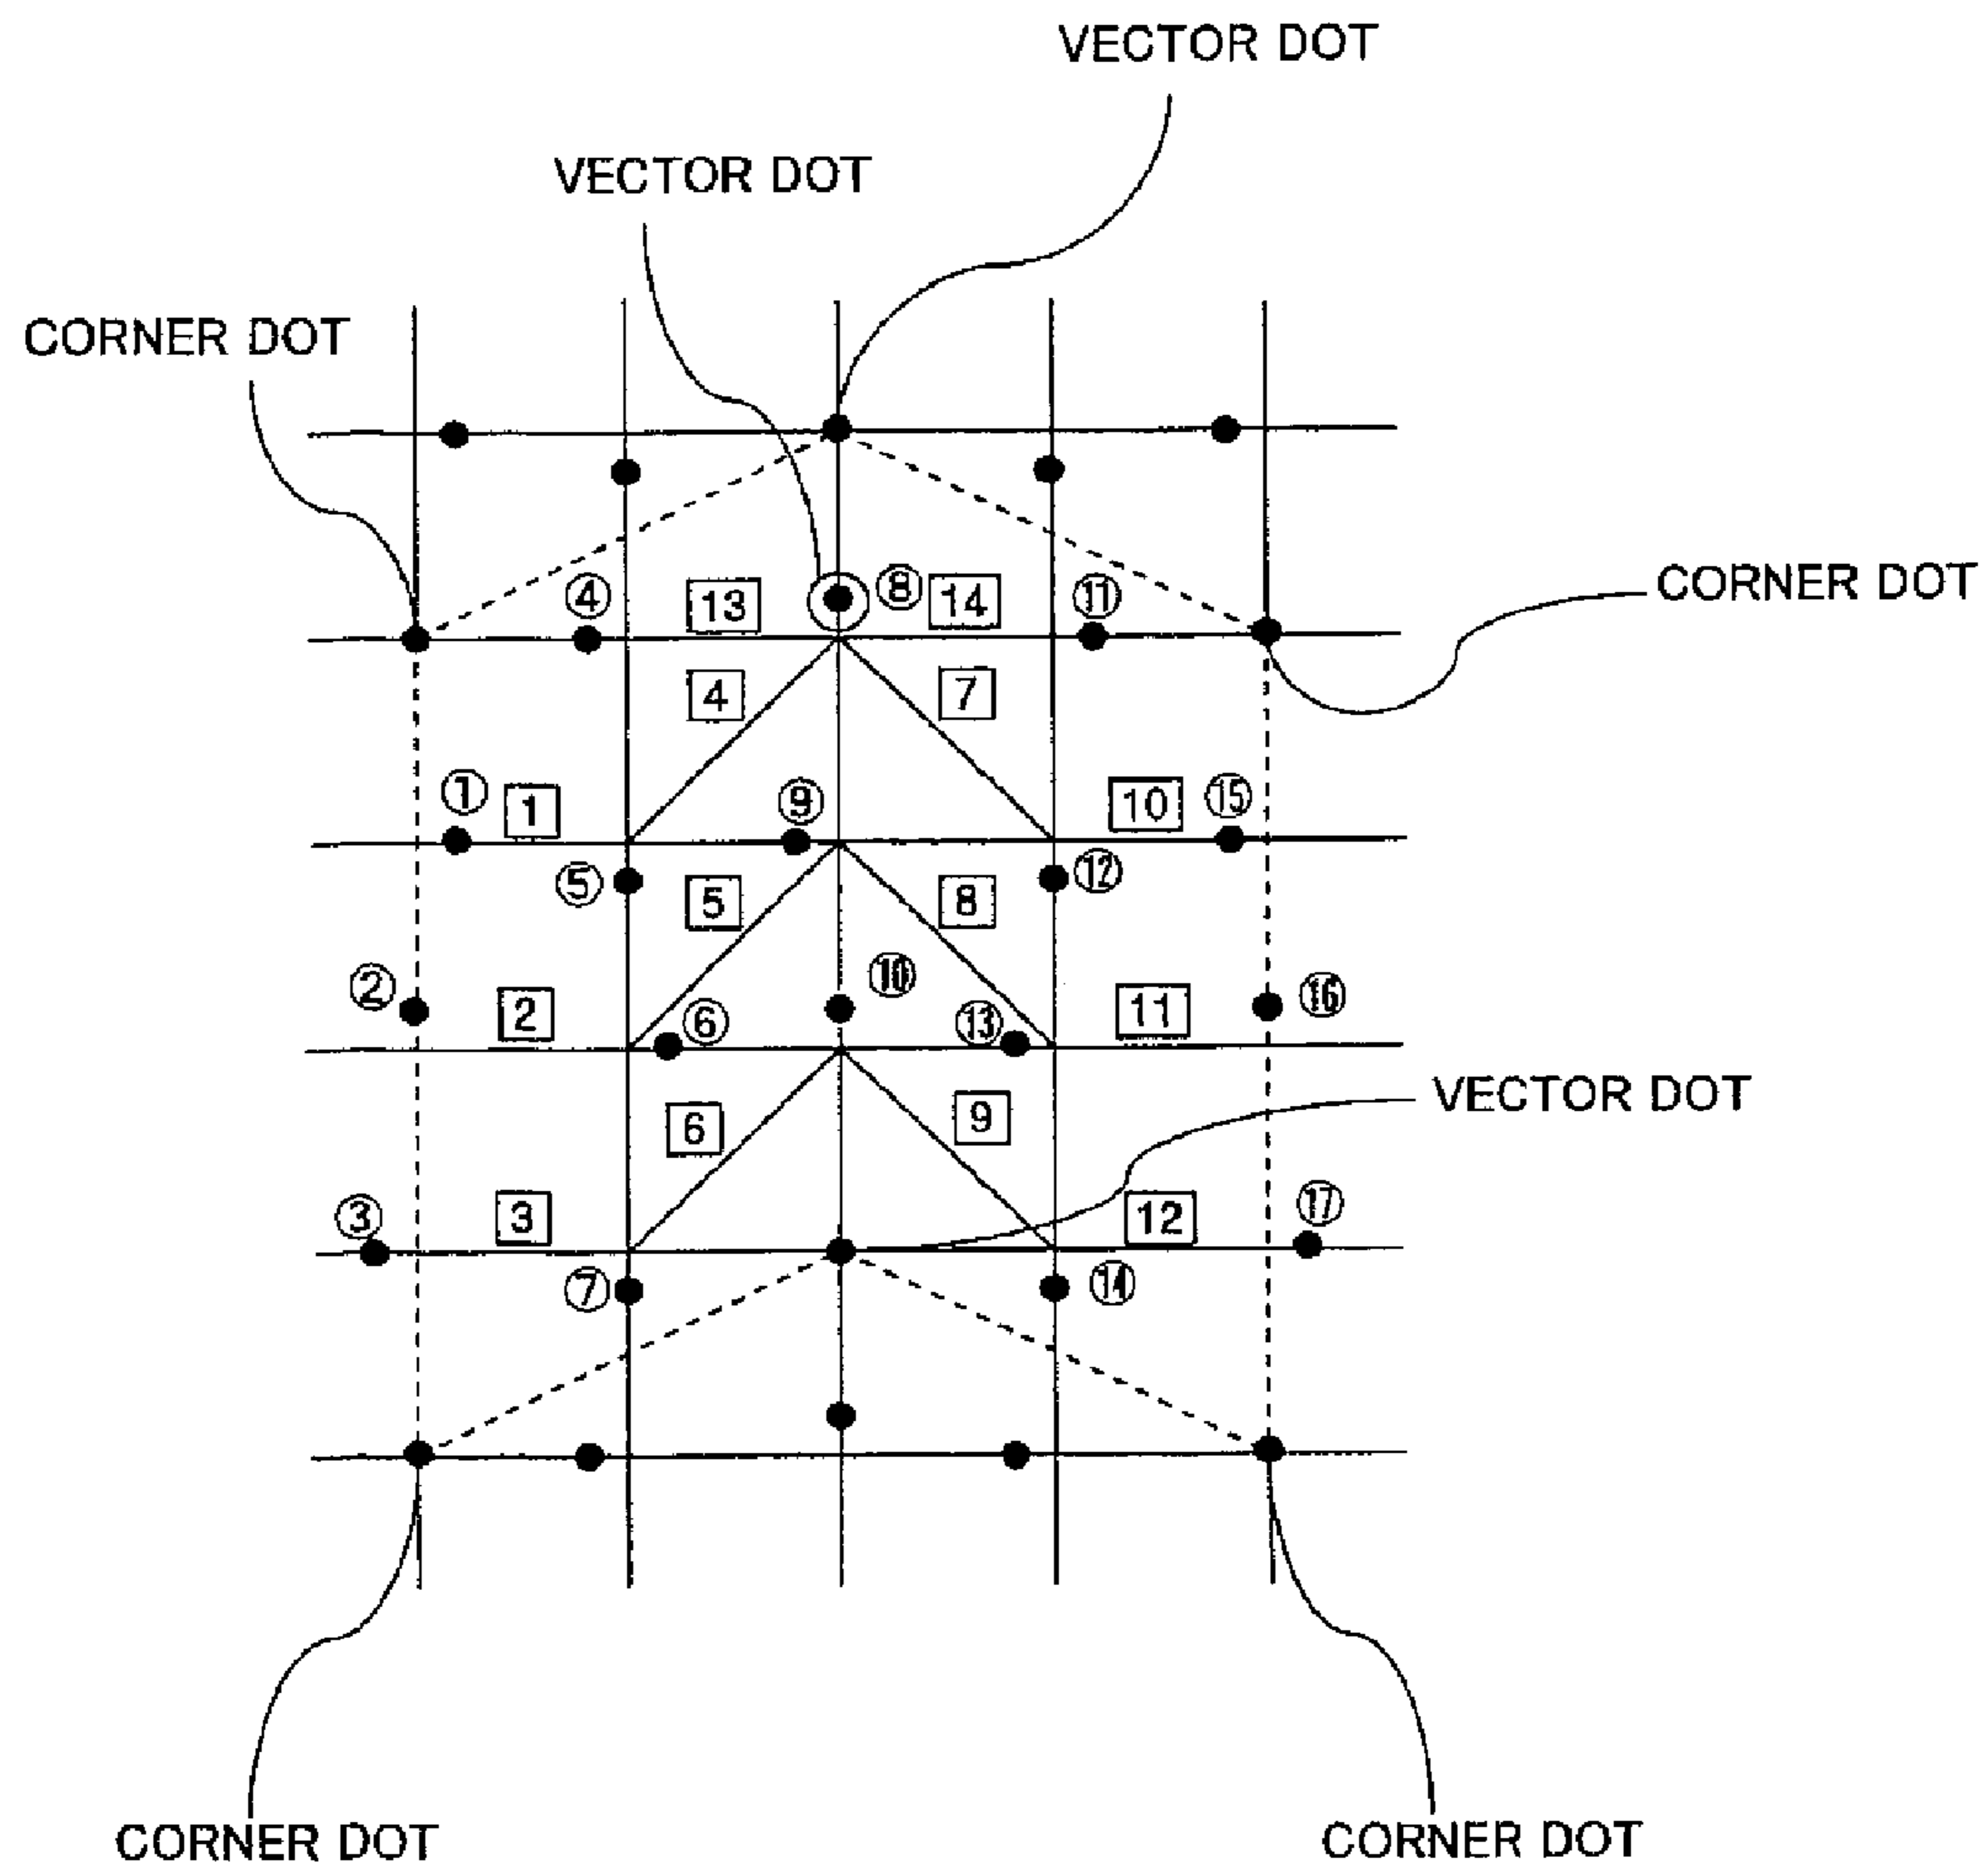 VECTOR DOT
VECTOR DOT
CORNER DOT
④ 13 ⑧ 14 ⑪
CORNER DOT
4 7
① 1 ⑨ 10 ⑮
⑤ 5 8 ⑫
② 2 ⑥ ⑩ ⑬ 11 ⑯
VECTOR DOT
6 9
③ 3 12 ⑰
⑦ ⑭
CORNER DOT CORNER DOT